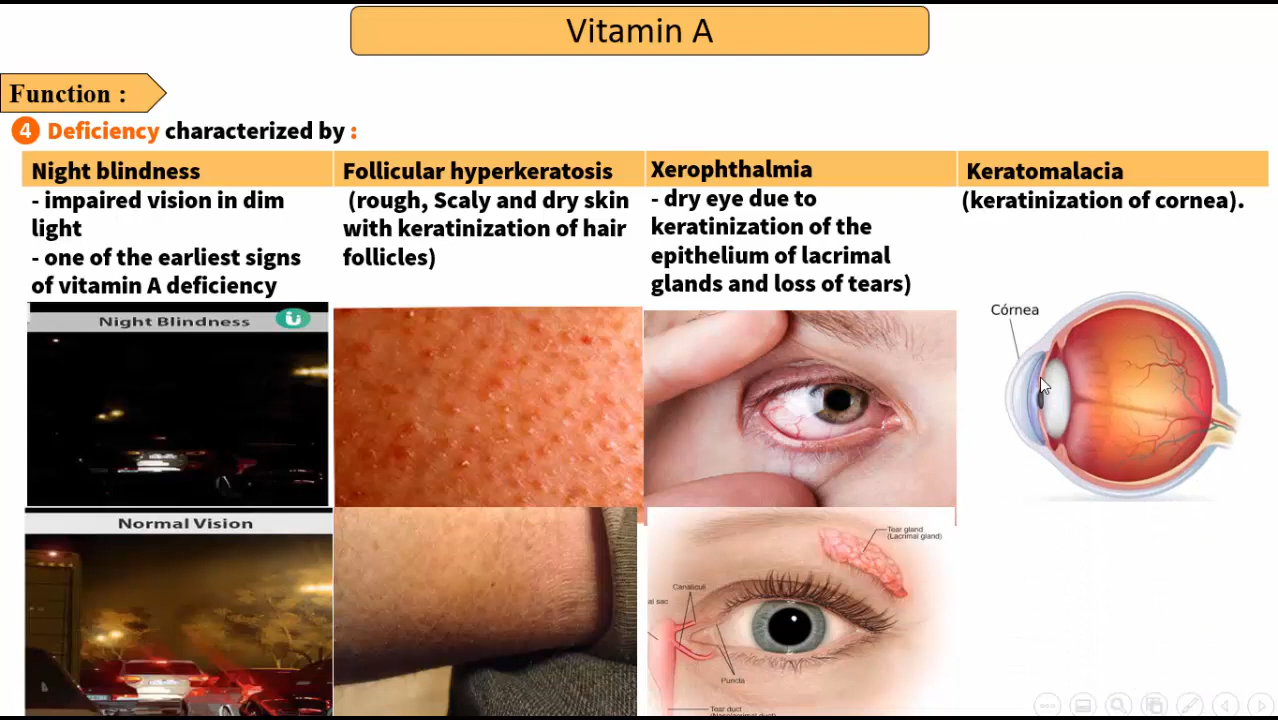 Vitamin A
Function :
4 Deficiency characterized by :
Night blindness
- impaired vision in dim
light
- one of the earliest signs
of vitamin A deficiency
Follicular hyperkeratosis
(rough, Scaly and dry skin
with keratinization of hair
follicles)
Xerophthalmia
- dry eye due to
keratinization of the
epithelium of lacrimal
glands and loss of tears)
Keratomalacia
(keratinization of cornea).
Night Blindness
Normal Vision
Córnea
Tear gland
(Lacrimal gland)
Canaliculi
al sac
Puncta
Tear duct